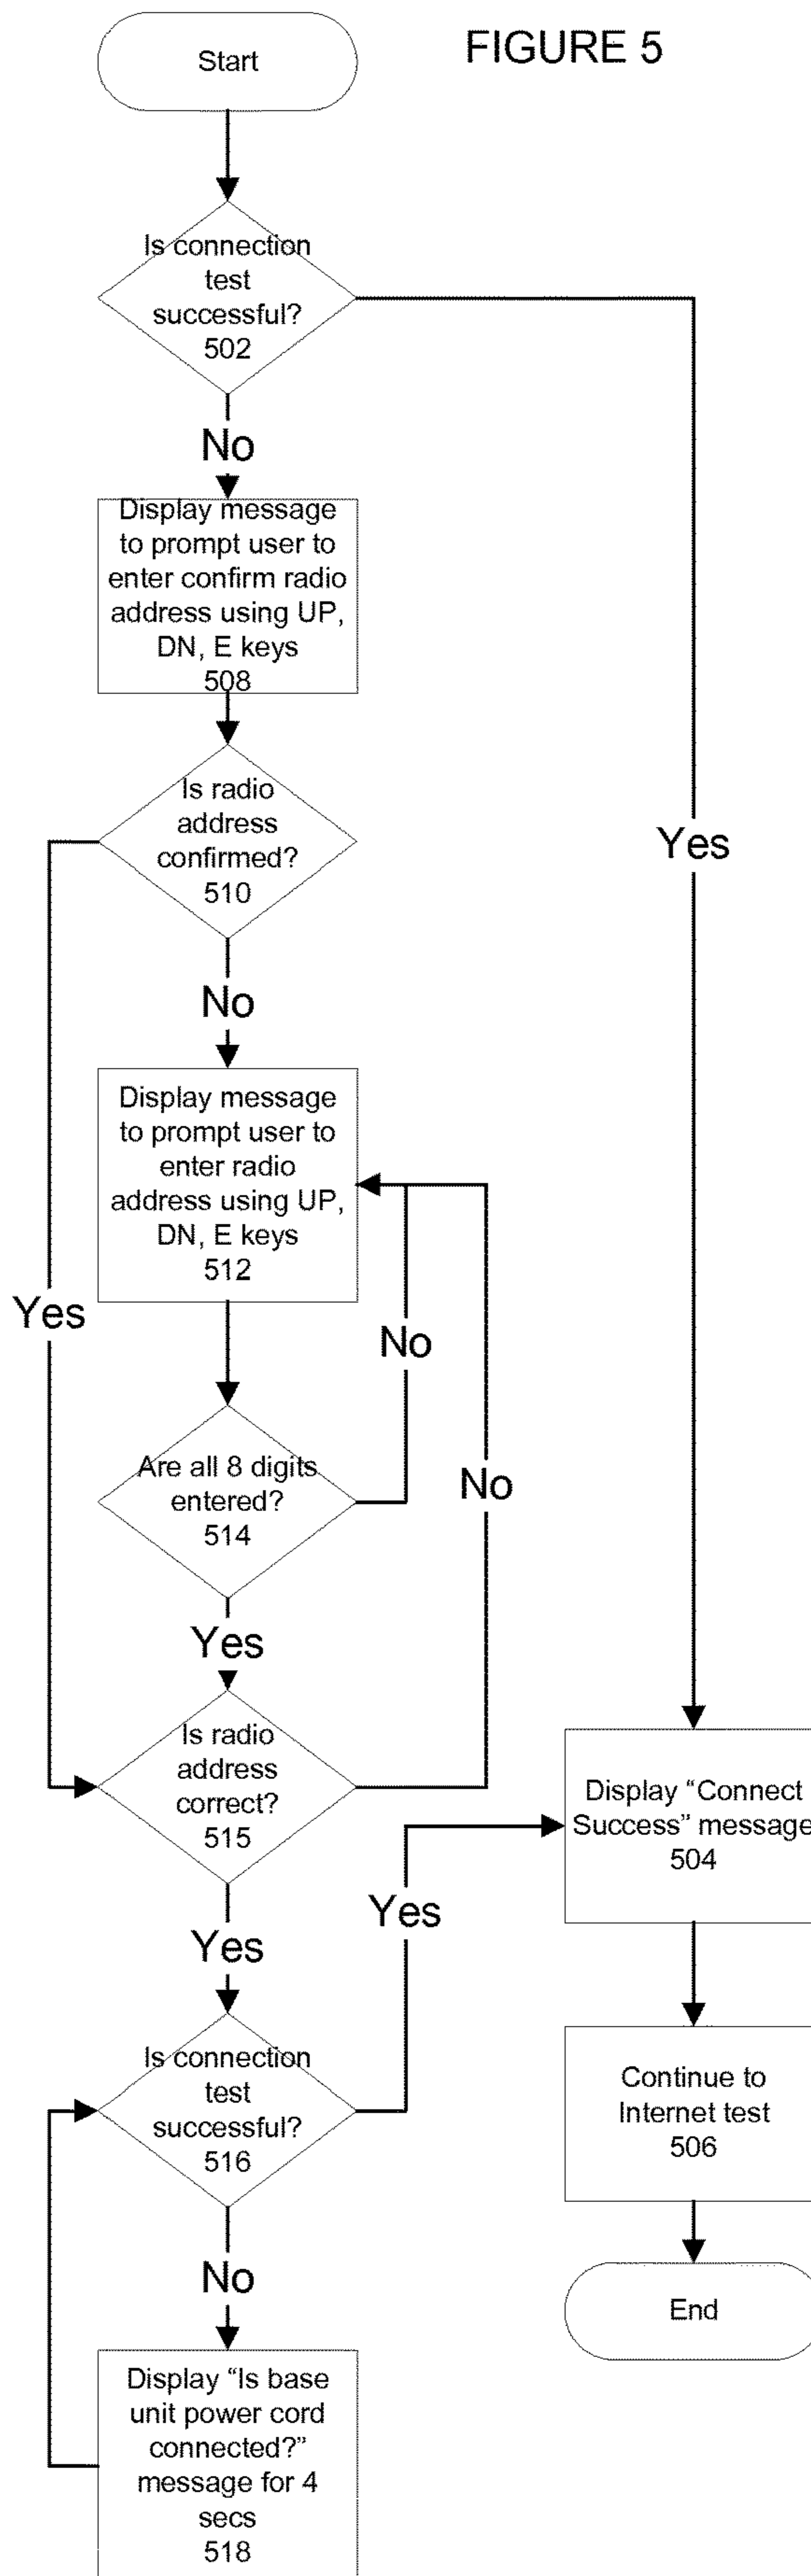 FIGURE 5
Start
Is connection
test
successful?
502
No
Display message
to prompt user to
enter confirm radio
address using UP,
DN, E keys
508
Is radio
address
confirmed?
510
Yes
No
Display message
to prompt user to
enter radio
address using UP,
DN, E keys
512
Yes
No
Are all 8 digits
entered?
514
No
Yes
Is radio
address
correct?
515
Display “Connect
Success” message
504
Yes
Yes
Is connection
test
successful?
516
Continue to
Internet test
506
No
End
Display “Is base
unit power cord
connected?”
message for 4
secs
518